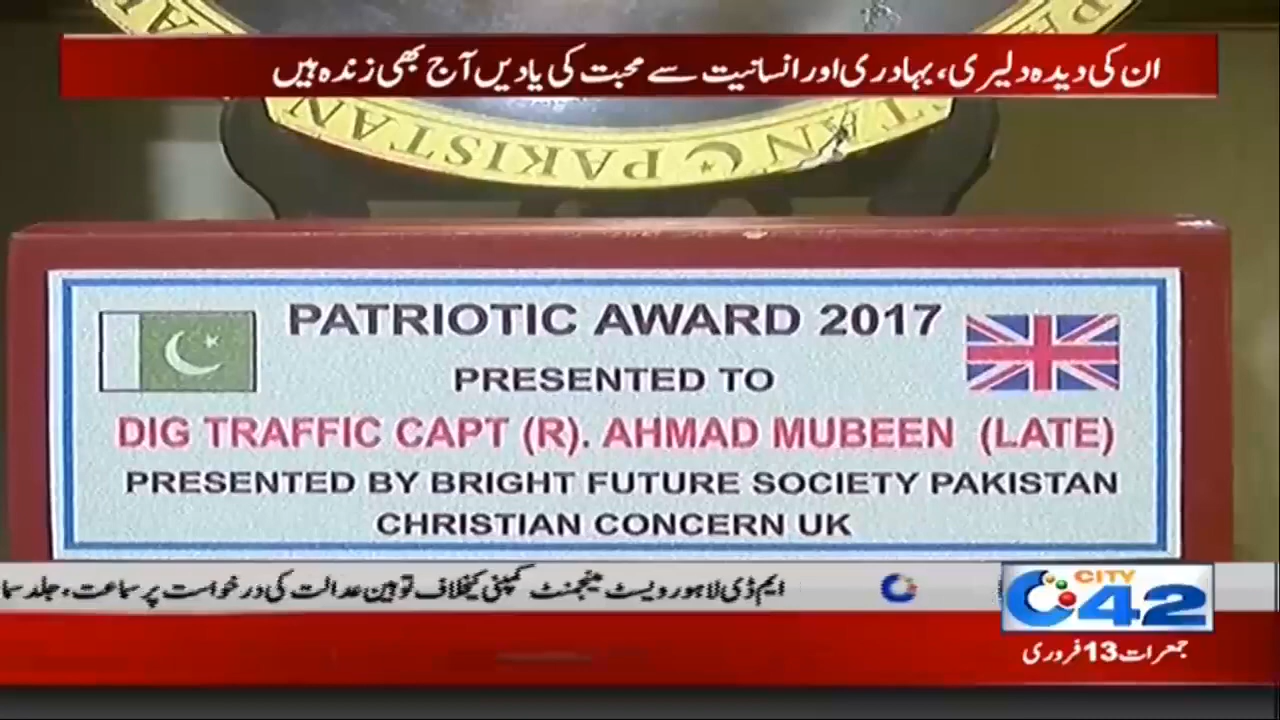 ان کی دیدہ دلیری، بہادری اور انسانیت سے محبت کی یادیں آج بھی زندہ ہیں
TAN PAKISTAN
PATRIOTIC AWARD 2017
PRESENTED TO
DIG TRAFFIC CAPT (R). AHMAD MUBEEN (LATE)
PRESENTED BY BRIGHT FUTURE SOCIETY PAKISTAN
CHRISTIAN CONCERN UK
ایم ڈی لاہور ویسٹ مینجمنٹ کمپنی کیخلاف توہین عدالت کی درخواست پر سماعت، جلد
CITY 42
جمعرات 13 فروری